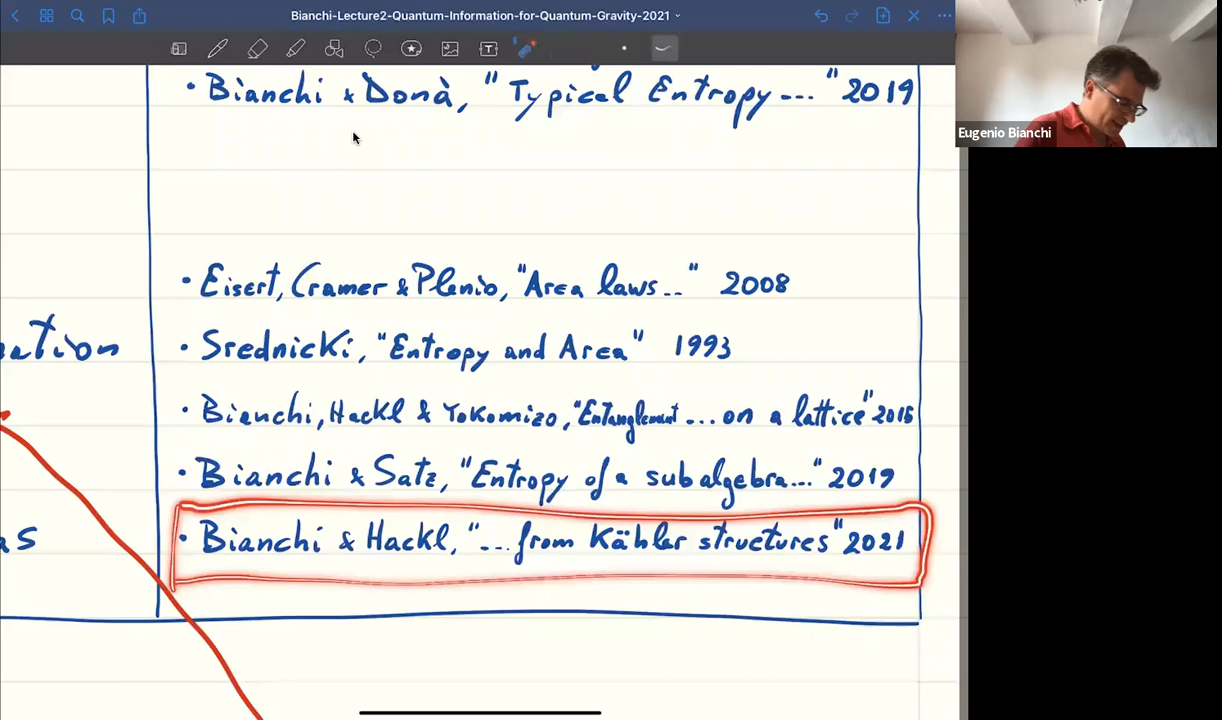 Bianchi-Lecture2-Quantum-Information-for-Quantum-Gravity-2021
Eugenio Bianchi
• Bianchi & Donà, "Typical Entropy..." 2019
• Eisert, Cramer & Plenio, "Area laws.." 2008
ation
• Srednicki, "Entropy and Area" 1993
• Bianchi, Hackl & Yokomizo, "Entanglement ... on a lattice" 2015
• Bianchi & Satz, "Entropy of a subalgebra..." 2019
as
• Bianchi & Hackl, "... from Kähler structures" 2021